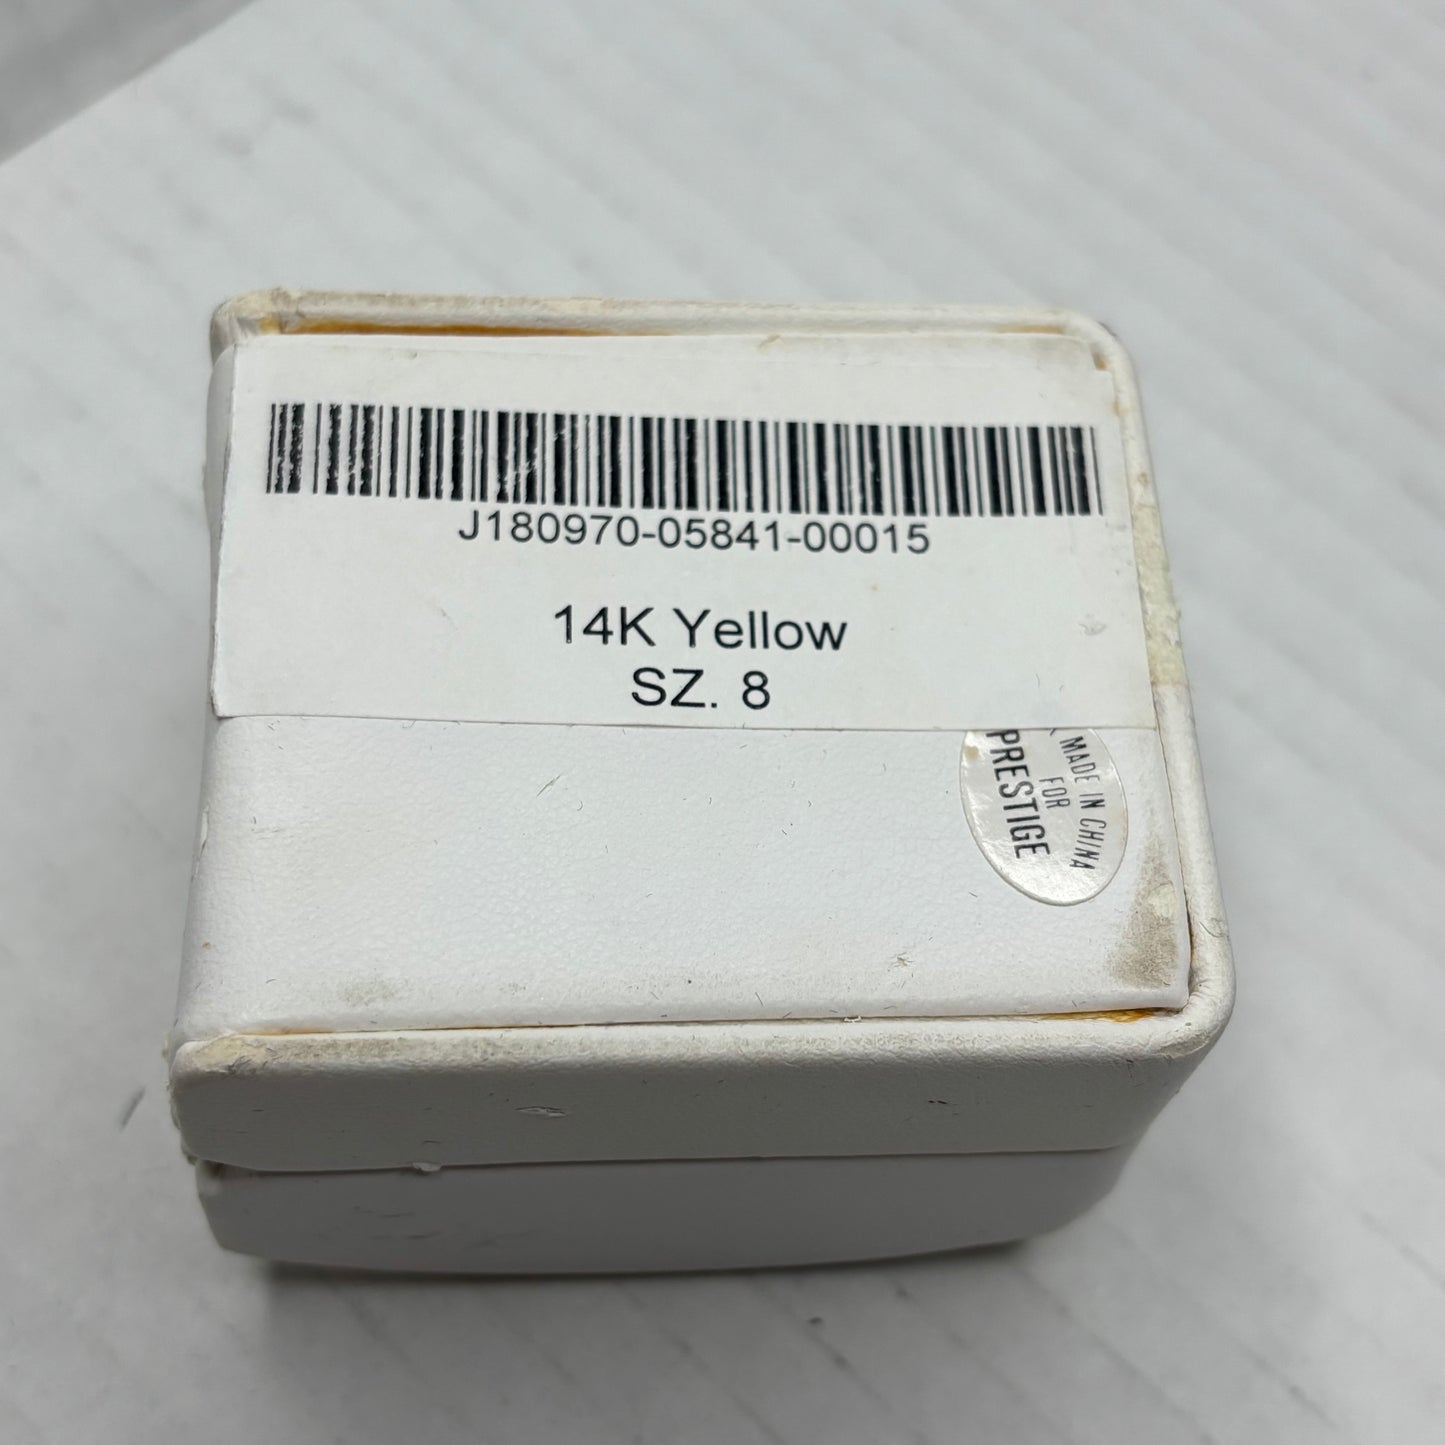 J180970-05841-00015
14K Yellow
SZ. 8
MADE IN CHINA
FOR
PRESTIGE